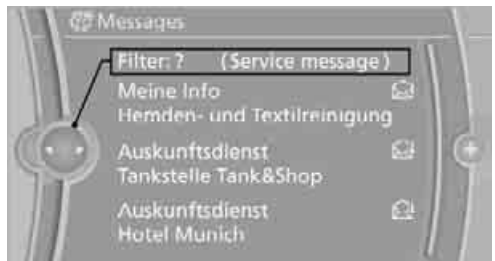 Messages
Filter: ? (Service message)
Meine Info
Hemden- und Textilreinigung
Auskunftsdienst
Tankstelle Tank&Shop
Auskunftsdienst
Hotel Munich